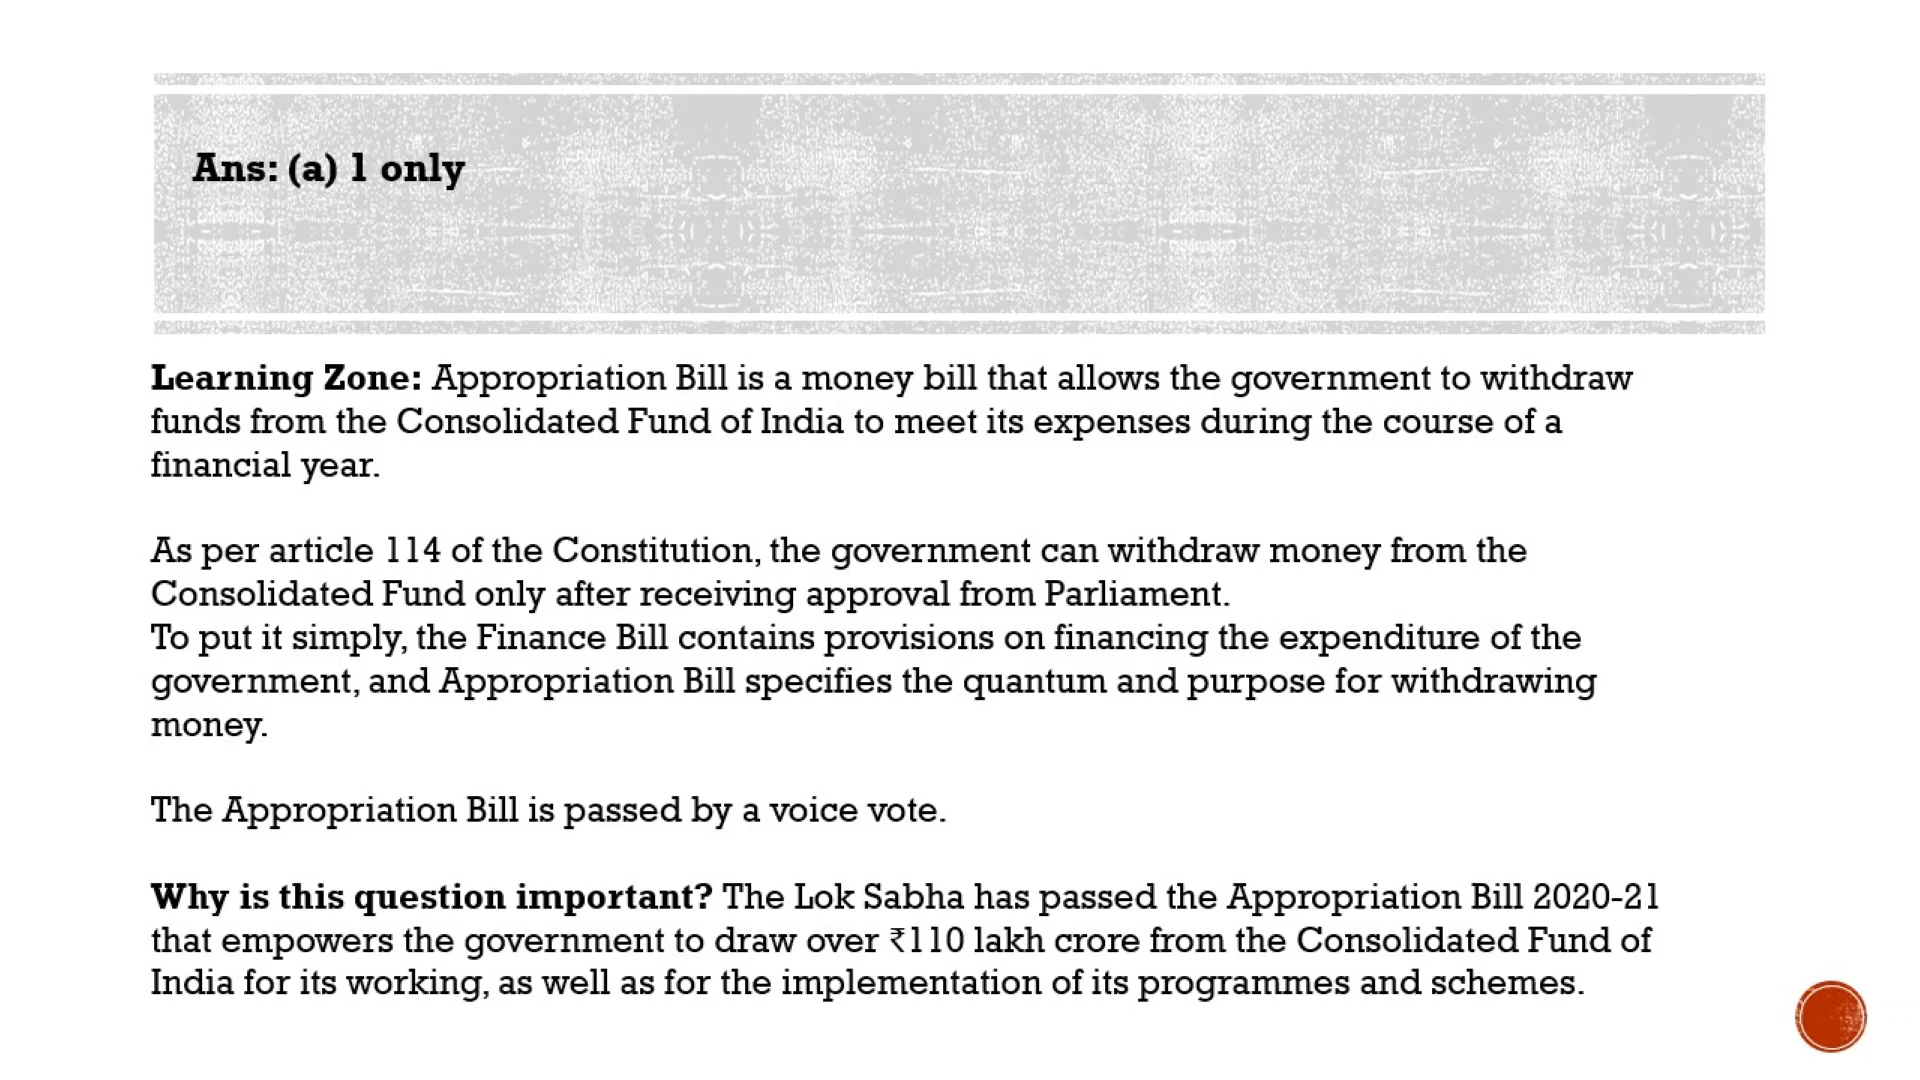 Ans: (a) 1 only
Learning Zone: Appropriation Bill is a money bill that allows the government to withdraw
funds from the Consolidated Fund of India to meet its expenses during the course of a
financial year.
As per article 114 of the Constitution, the government can withdraw money from the
Consolidated Fund only after receiving approval from Parliament.
To put it simply, the Finance Bill contains provisions on financing the expenditure of the
government, and Appropriation Bill specifies the quantum and purpose for withdrawing
money.
The Appropriation Bill is passed by a voice vote.
Why is this question important? The Lok Sabha has passed the Appropriation Bill 2020-21
that empowers the government to draw over ₹110 lakh crore from the Consolidated Fund of
India for its working, as well as for the implementation of its programmes and schemes.